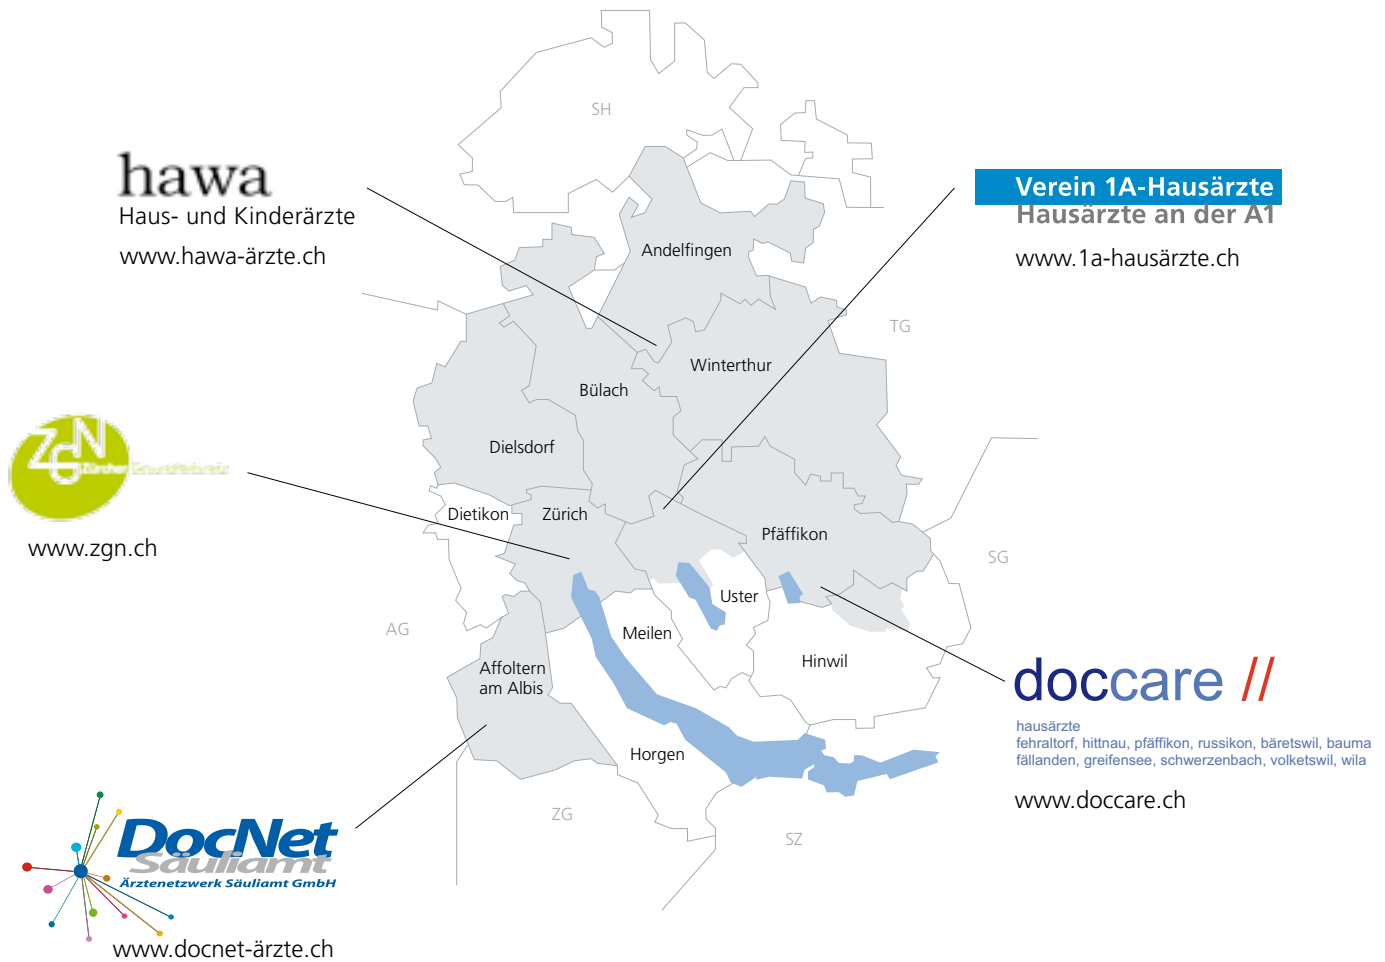 SH
hawa
Haus- und Kinderärzte
www.hawa-ärzte.ch
Verein 1A-Hausärzte
Hausärzte an der A1
www.1a-hausärzte.ch
Andelfingen
TG
Winterthur
Bülach
Dielsdorf
ZGN
Zürcher Gesundheitsnetz
www.zgn.ch
Dietikon
Zürich
Pfäffikon
SG
Uster
AG
Meilen
Hinwil
Affoltern
am Albis
Horgen
doccare //
hausärzte
fehraltorf, hittnau, pfäffikon, russikon, bäretswil, bauma
fällanden, greifensee, schwerzenbach, volketswil, wila
www.doccare.ch
ZG
SZ
DocNet
Säuliamt
Ärztenetzwerk Säuliamt GmbH
www.docnet-ärzte.ch